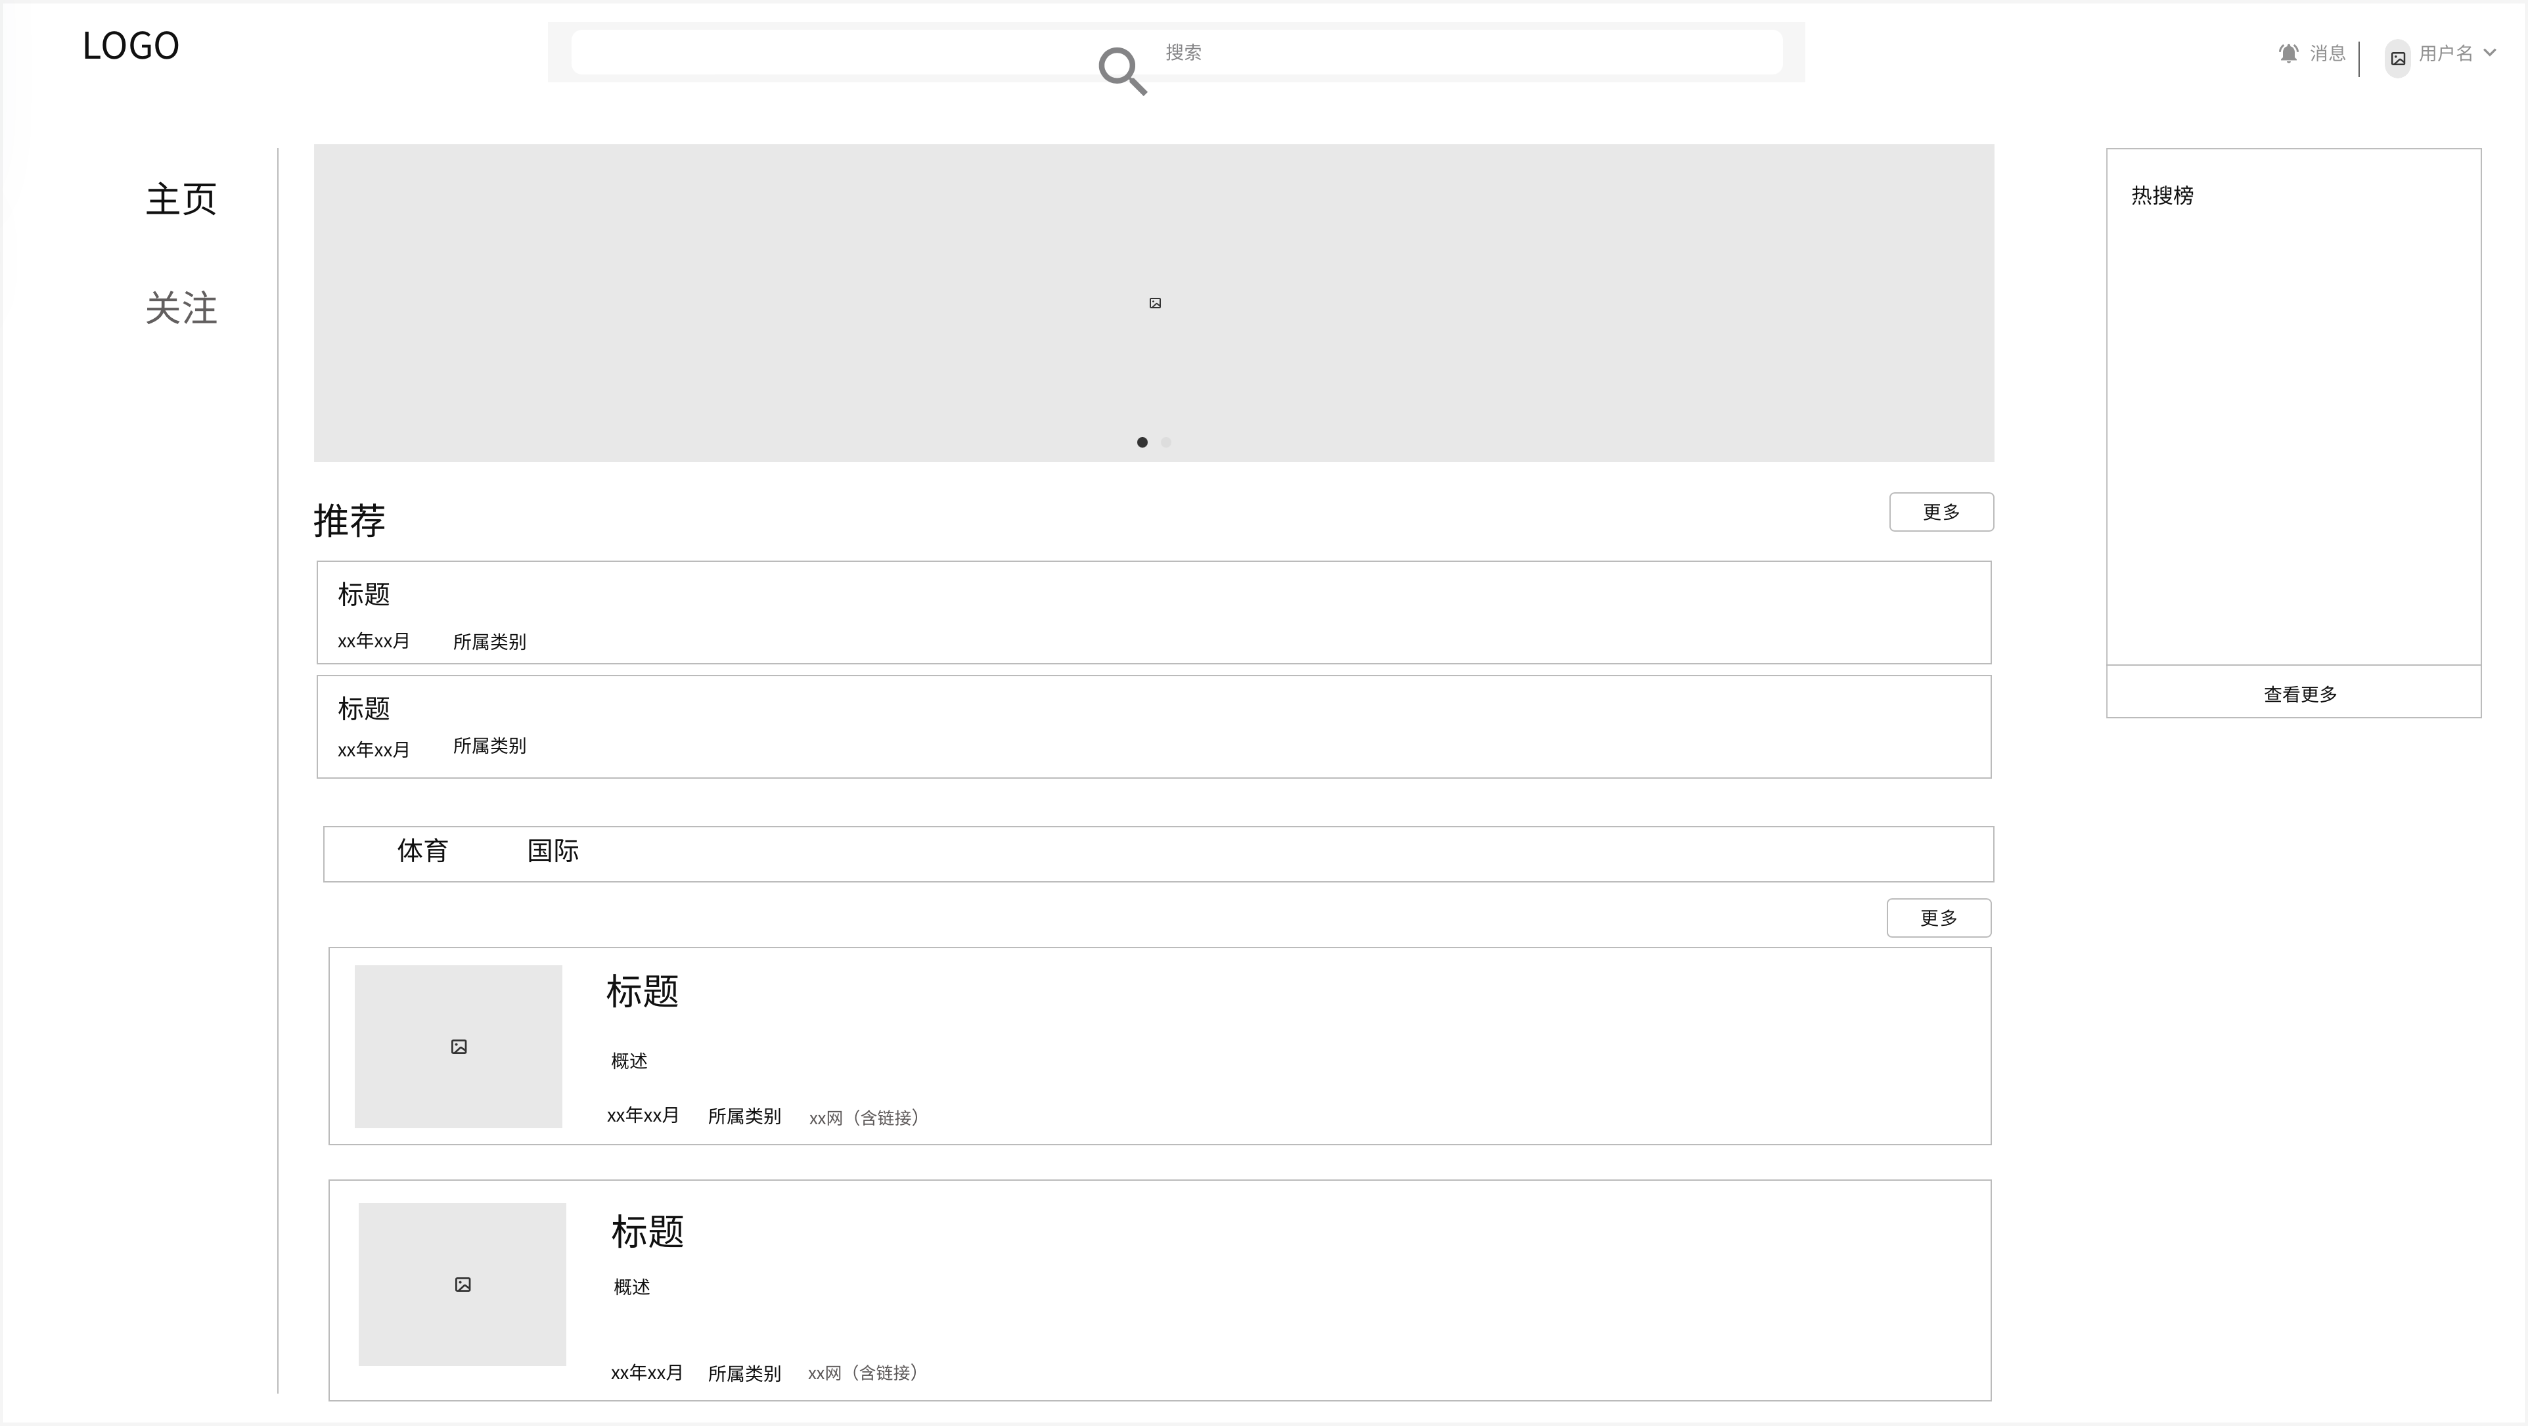 LOGO
搜索
消息
用户名
主页
关注
热搜榜
推荐
更多
标题
xx年xx月 所属类别
标题
xx年xx月 所属类别
查看更多
体育 国际
更多
标题
概述
xx年xx月 所属类别 xx网（含链接）
标题
概述
xx年xx月 所属类别 xx网（含链接）